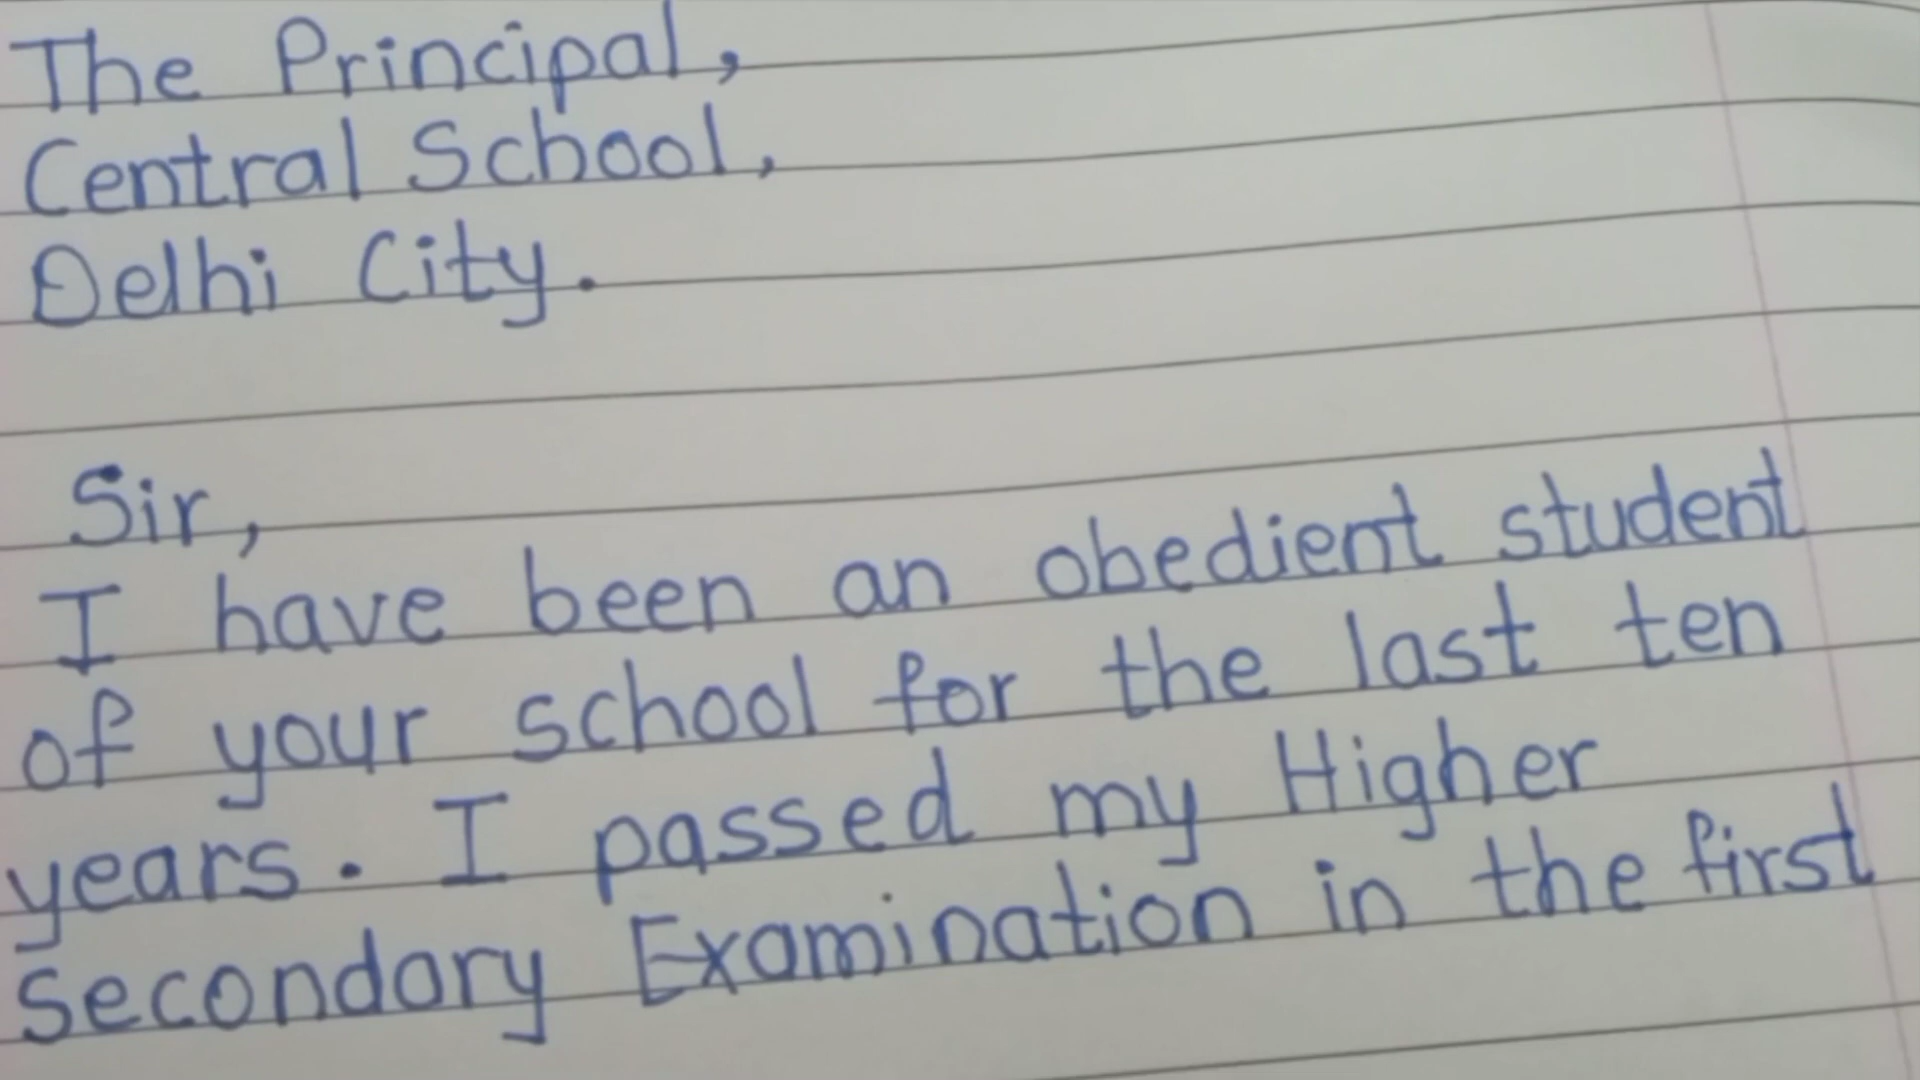 The Principal,
Central School,
Delhi City.
Sir,
I have been an obedient student
of your school for the last ten
years. I passed my Higher
Secondary Examination in the first